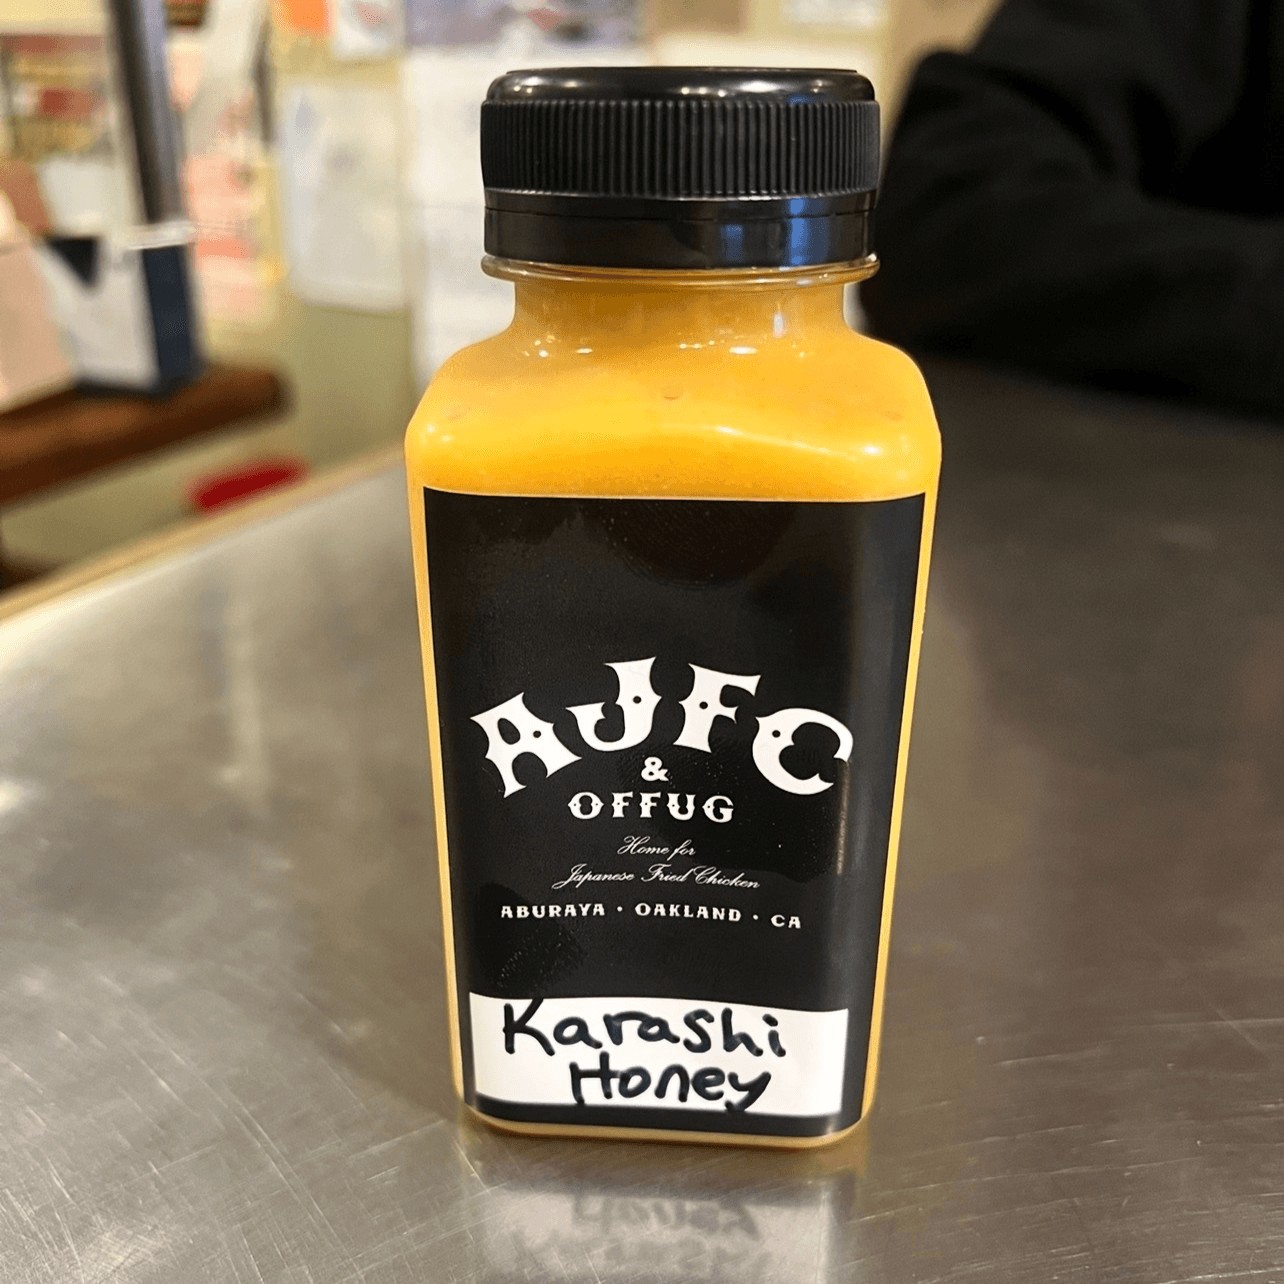 AJFC
&
OFFUG
Home for
Japanese Fried Chicken
ABURAYA · OAKLAND · CA
Karashi
Honey